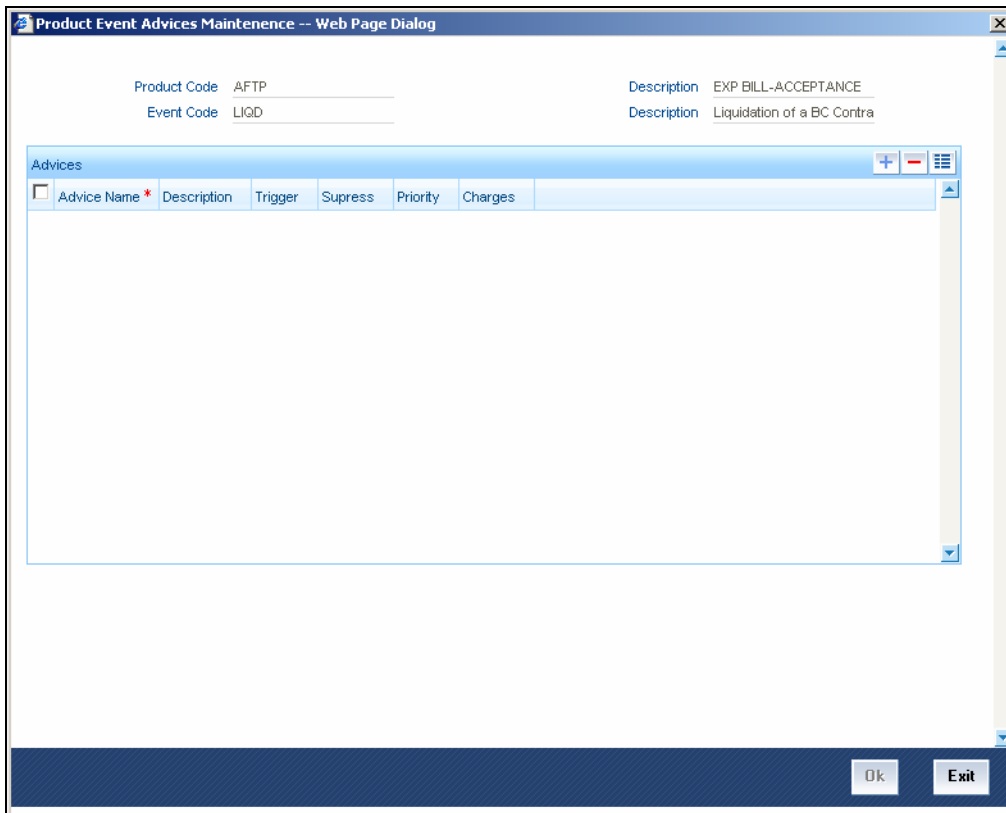 Product Event Advices Maintenence -- Web Page Dialog
Product Code AFTP Description EXP BILL-ACCEPTANCE
Event Code LIQD Description Liquidation of a BC Contra
Advices
Advice Name * Description Trigger Supress Priority Charges
Ok Exit